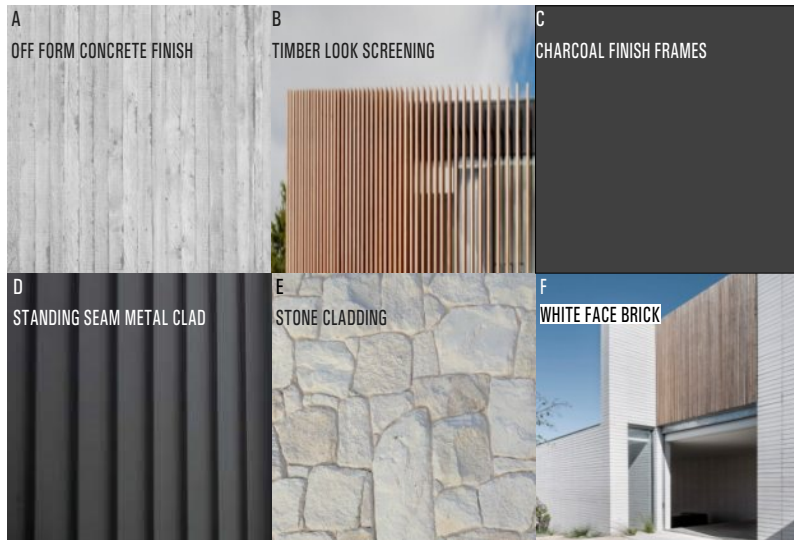 A
OFF FORM CONCRETE FINISH
B
TIMBER LOOK SCREENING
C
CHARCOAL FINISH FRAMES
D
STANDING SEAM METAL CLAD
E
STONE CLADDING
F
WHITE FACE BRICK